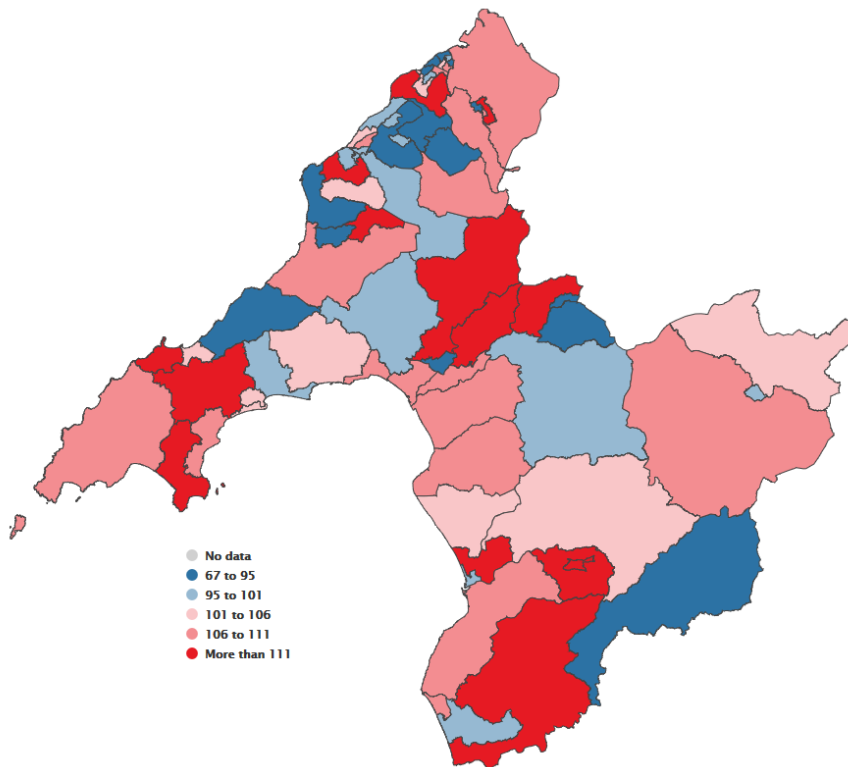 No data
67 to 95
95 to 101
101 to 106
106 to 111
More than 111